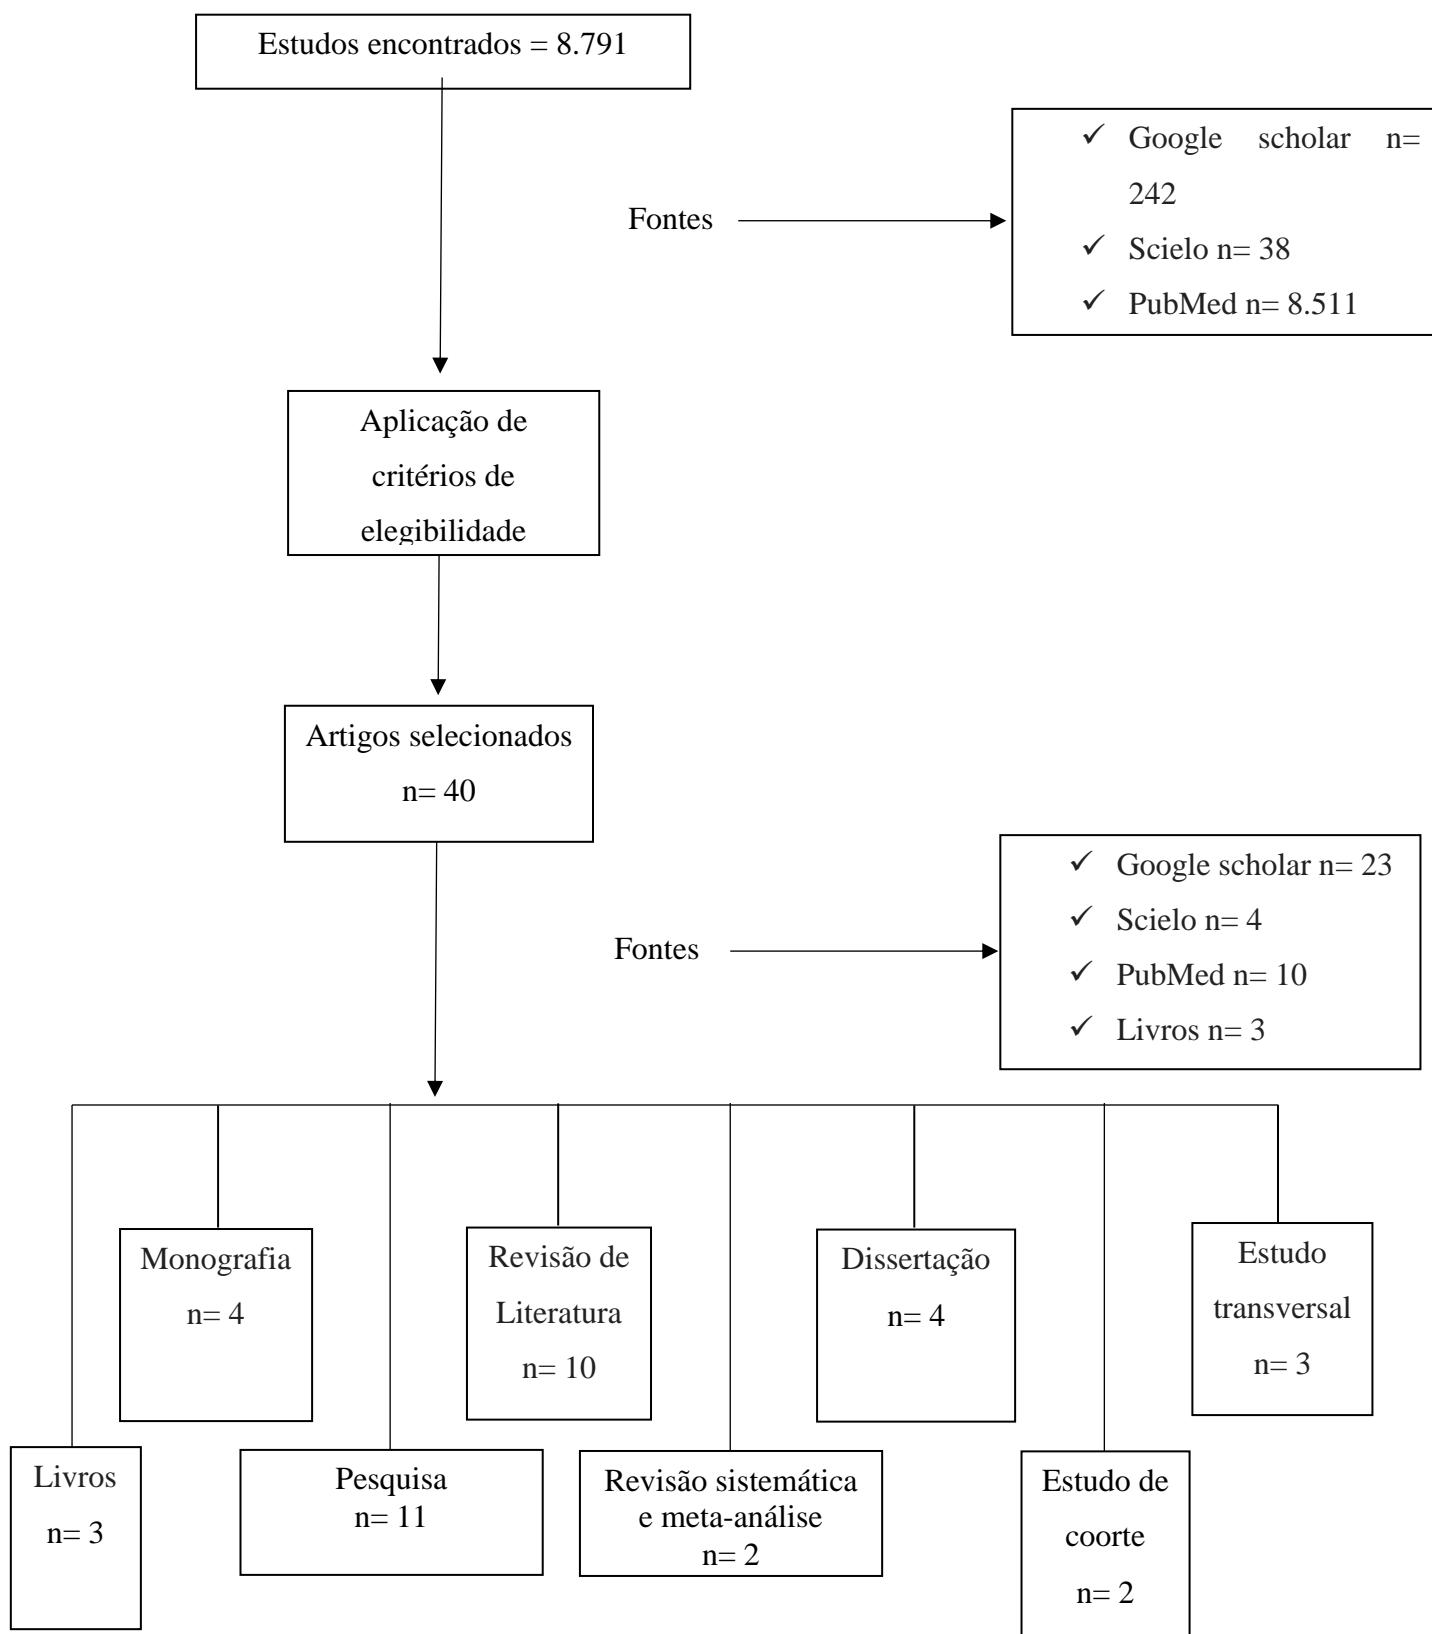 Estudos encontrados = 8.791
✓ Google scholar n=
242
✓ Scielo n= 38
✓ PubMed n= 8.511
Fontes
Aplicação de
critérios de
elegibilidade
Artigos selecionados
n= 40
✓ Google scholar n= 23
✓ Scielo n= 4
✓ PubMed n= 10
✓ Livros n= 3
Fontes
Monografia
n= 4
Revisão de
Literatura
n= 10
Dissertação
n= 4
Estudo
transversal
n= 3
Livros
n= 3
Pesquisa
n= 11
Revisão sistemática
e meta-análise
n= 2
Estudo de
coorte
n= 2